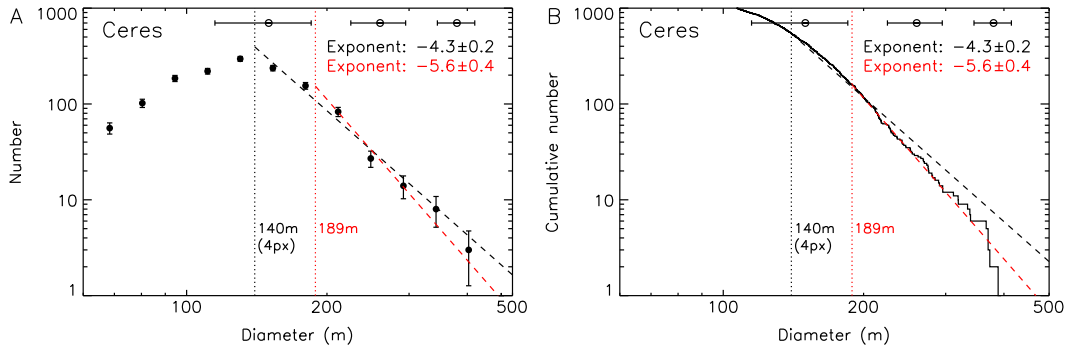 A
1000
100
10
1
Number
Ceres
Exponent: −4.3±0.2
Exponent: −5.6±0.4
140m
(4px)
189m
100
200
300
500
Diameter (m)
B
1000
100
10
1
Cumulative number
Ceres
Exponent: −4.3±0.2
Exponent: −5.6±0.4
140m
(4px)
189m
100
200
500
Diameter (m)